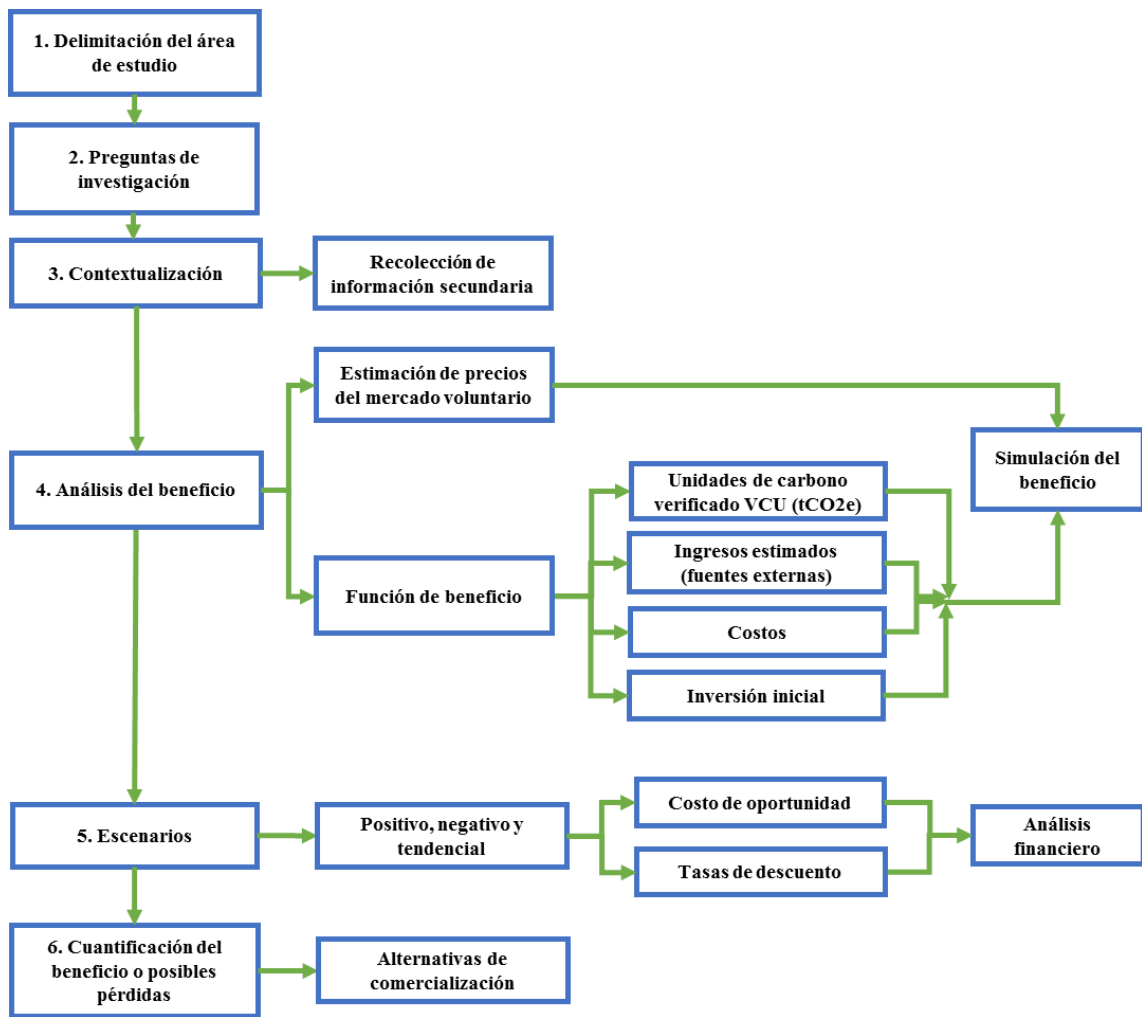 1. Delimitación del área
de estudio
2. Preguntas de
investigación
3. Contextualización
Recolección de
información secundaria
Estimación de precios
del mercado voluntario
4. Análisis del beneficio
Función de beneficio
Unidades de carbono
verificado VCU (tCO2e)
Ingresos estimados
(fuentes externas)
Costos
Inversión inicial
Simulación del
beneficio
5. Escenarios
Positivo, negativo y
tendencial
Costo de oportunidad
Tasas de descuento
Análisis
financiero
6. Cuantificación del
beneficio o posibles
pérdidas
Alternativas de
comercialización